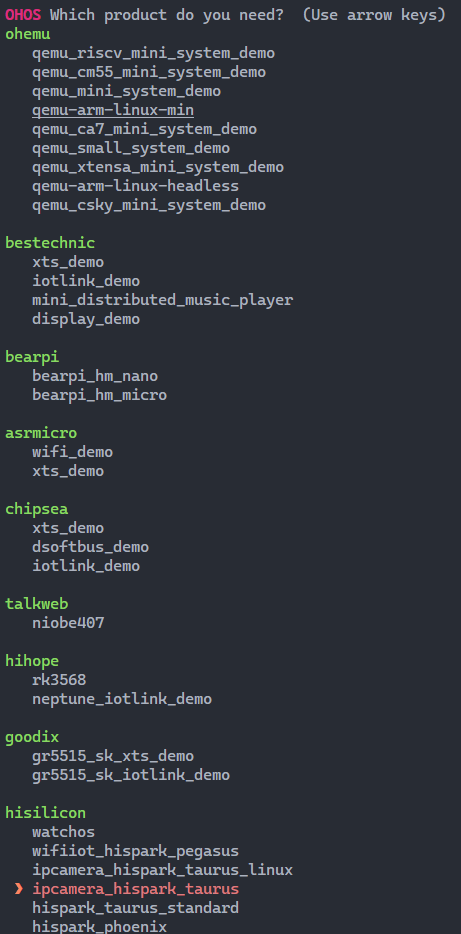 OHOS Which product do you need?  (Use arrow keys)
ohemu
qemu_riscv_mini_system_demo
qemu_cm55_mini_system_demo
qemu_mini_system_demo
qemu-arm-linux-min
qemu_ca7_mini_system_demo
qemu_small_system_demo
qemu_xtensa_mini_system_demo
qemu-arm-linux-headless
qemu_csky_mini_system_demo
bestechnic
xts_demo
iotlink_demo
mini_distributed_music_player
display_demo
bearpi
bearpi_hm_nano
bearpi_hm_micro
asrmicro
wifi_demo
xts_demo
chipsea
xts_demo
dsoftbus_demo
iotlink_demo
talkweb
niobe407
hihope
rk3568
neptune_iotlink_demo
goodix
gr5515_sk_xts_demo
gr5515_sk_iotlink_demo
hisilicon
watchos
wifiiot_hispark_pegasus
ipcamera_hispark_taurus_linux
❯ ipcamera_hispark_taurus
hispark_taurus_standard
hispark_phoenix